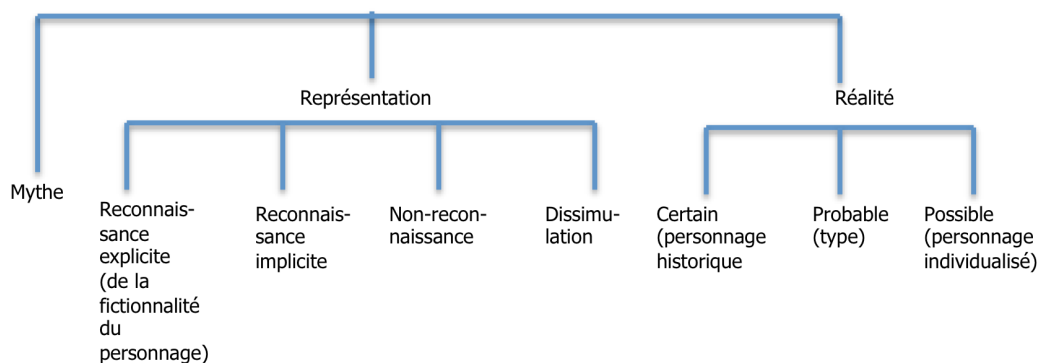 Représentation
Réalité
Mythe
Reconnais-
sance
explicite
(de la
fictionnalité
du
personnage)
Reconnais-
sance
implicite
Non-recon-
naissance
Dissimu-
lation
Certain
(personnage
historique
Probable
(type)
Possible
(personnage
individualisé)